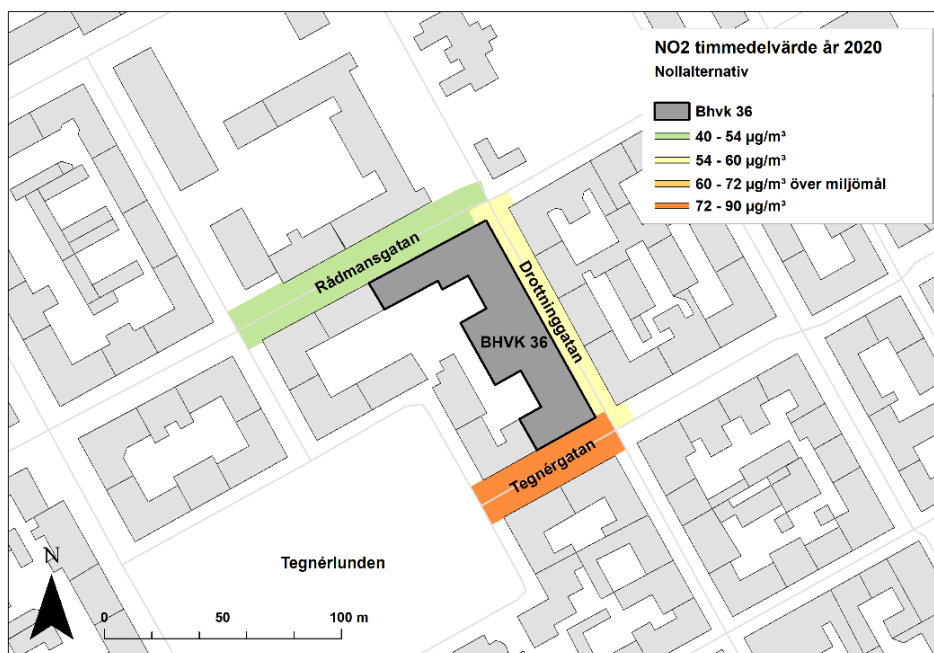 NO2 timmedelvärde år 2020
Nollalternativ
Bhvk 36
40 - 54 µg/m³
54 - 60 µg/m³
60 - 72 µg/m³ över miljömål
72 - 90 µg/m³
Rådmansgatan
Drottninggatan
BHVK 36
Tegnérgatan
Tegnérlunden
N
0 50 100 m